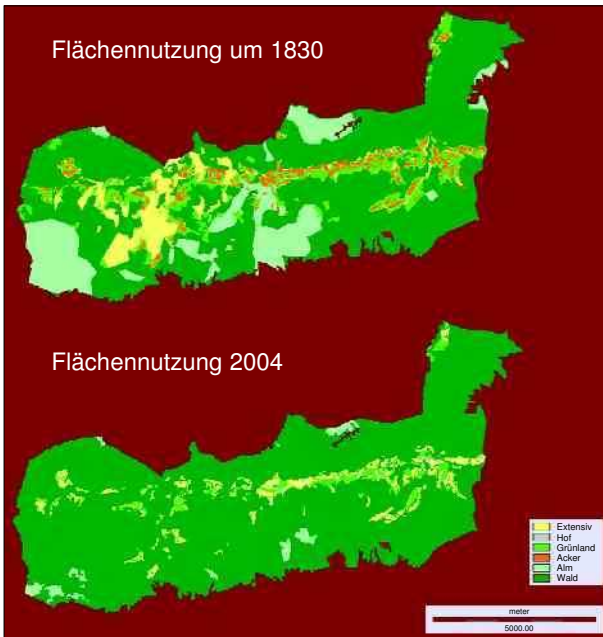 Flächennutzung um 1830
Flächennutzung 2004
Extensiv
Hof
Grünland
Acker
Alm
Wald
meter
5000.00